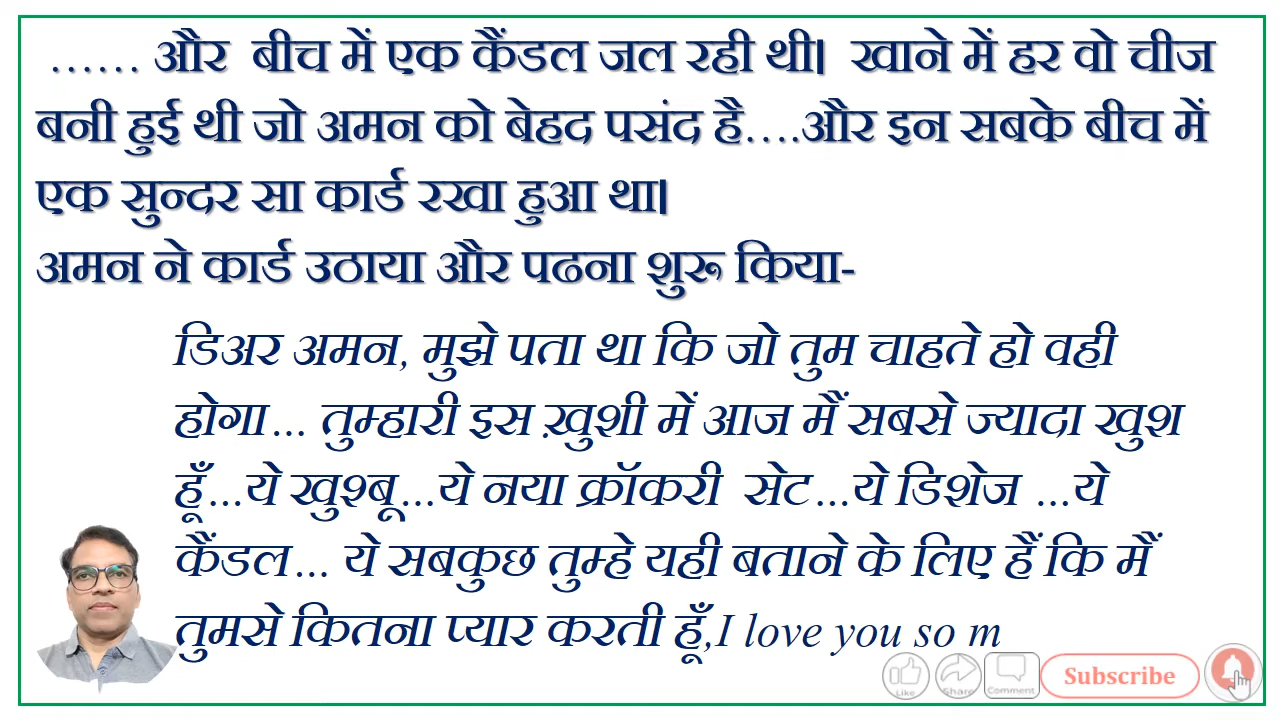 …… और बीच में एक कैंडल जल रही थी। खाने में हर वो चीज
बनी हुई थी जो अमन को बेहद पसंद है….और इन सबके बीच में
एक सुन्दर सा कार्ड रखा हुआ था।
अमन ने कार्ड उठाया और पढना शुरू किया-
डिअर अमन, मुझे पता था कि जो तुम चाहते हो वही
होगा… तुम्हारी इस ख़ुशी में आज मैं सबसे ज्यादा खुश
हूँ…ये खुश्बू…ये नया क्रॉकरी सेट…ये डिशेज …ये
कैंडल… ये सबकुछ तुम्हे यही बताने के लिए हैं कि मैं
तुमसे कितना प्यार करती हूँ,I love you so m
Like Share Comment Subscribe